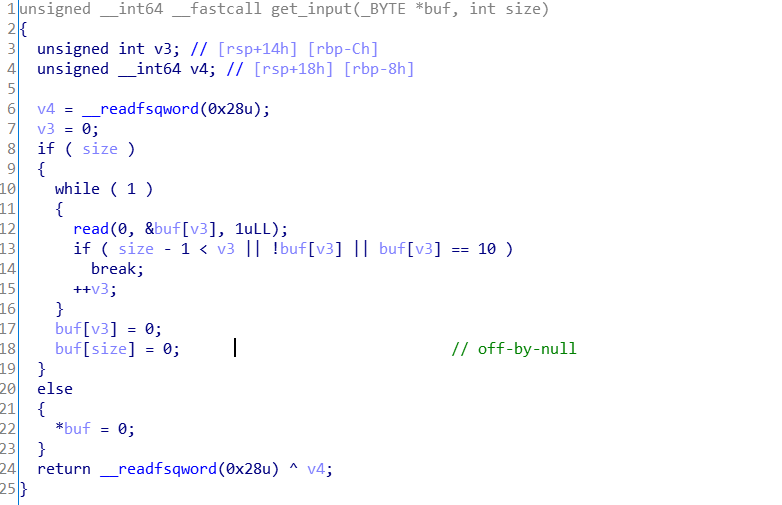 1 unsigned __int64 __fastcall get_input(_BYTE *buf, int size)
2 {
3   unsigned int v3; // [rsp+14h] [rbp-Ch]
4   unsigned __int64 v4; // [rsp+18h] [rbp-8h]
5
6   v4 = __readfsqword(0x28u);
7   v3 = 0;
8   if ( size )
9   {
10     while ( 1 )
11     {
12       read(0, &buf[v3], 1uLL);
13       if ( size - 1 < v3 || !buf[v3] || buf[v3] == 10 )
14         break;
15       ++v3;
16     }
17     buf[v3] = 0;
18     buf[size] = 0; // off-by-null
19   }
20   else
21   {
22     *buf = 0;
23   }
24   return __readfsqword(0x28u) ^ v4;
25 }